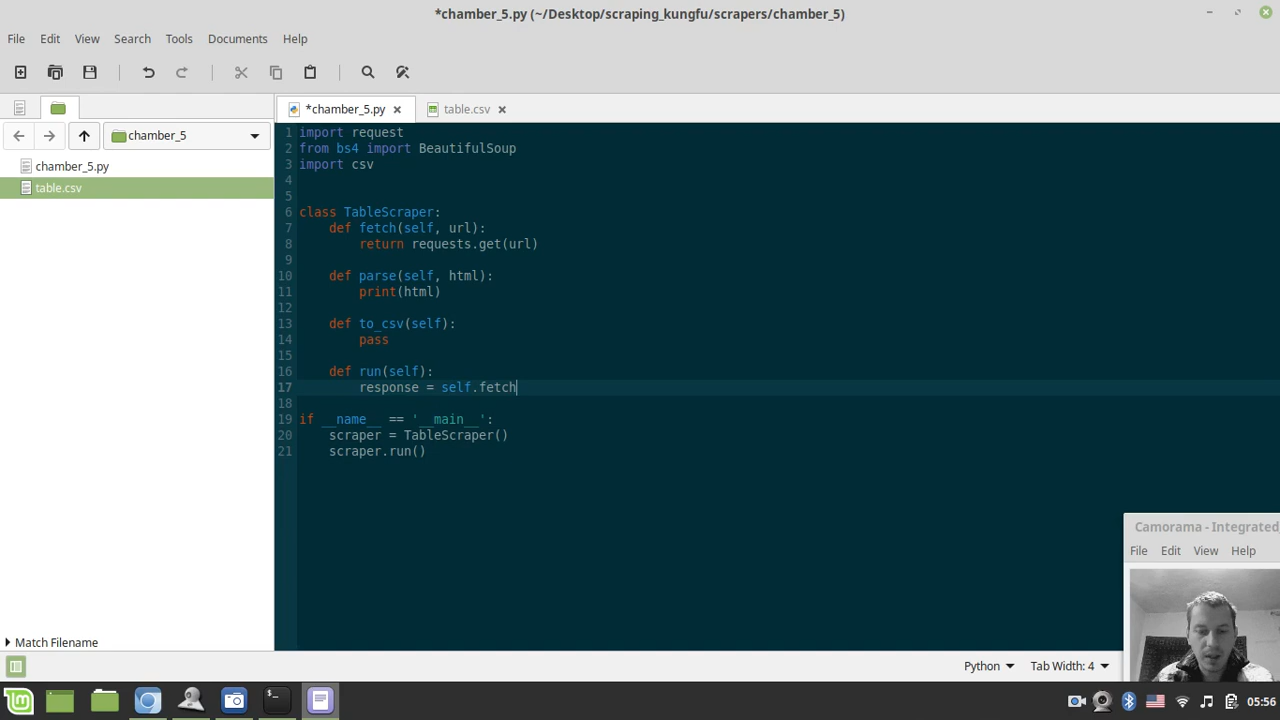 *chamber_5.py (~/Desktop/scraping_kungfu/scrapers/chamber_5)
File Edit View Search Tools Documents Help
*chamber_5.py table.csv
chamber_5
chamber_5.py
table.csv
1 import request
2 from bs4 import BeautifulSoup
3 import csv
4
5
6 class TableScraper:
7 def fetch(self, url):
8 return requests.get(url)
9
10 def parse(self, html):
11 print(html)
12
13 def to_csv(self):
14 pass
15
16 def run(self):
17 response = self.fetch
18
19 if __name__ == '__main__':
20 scraper = TableScraper()
21 scraper.run()
Camorama - Integrated
File Edit View Help
Match Filename
Python Tab Width: 4
05:56